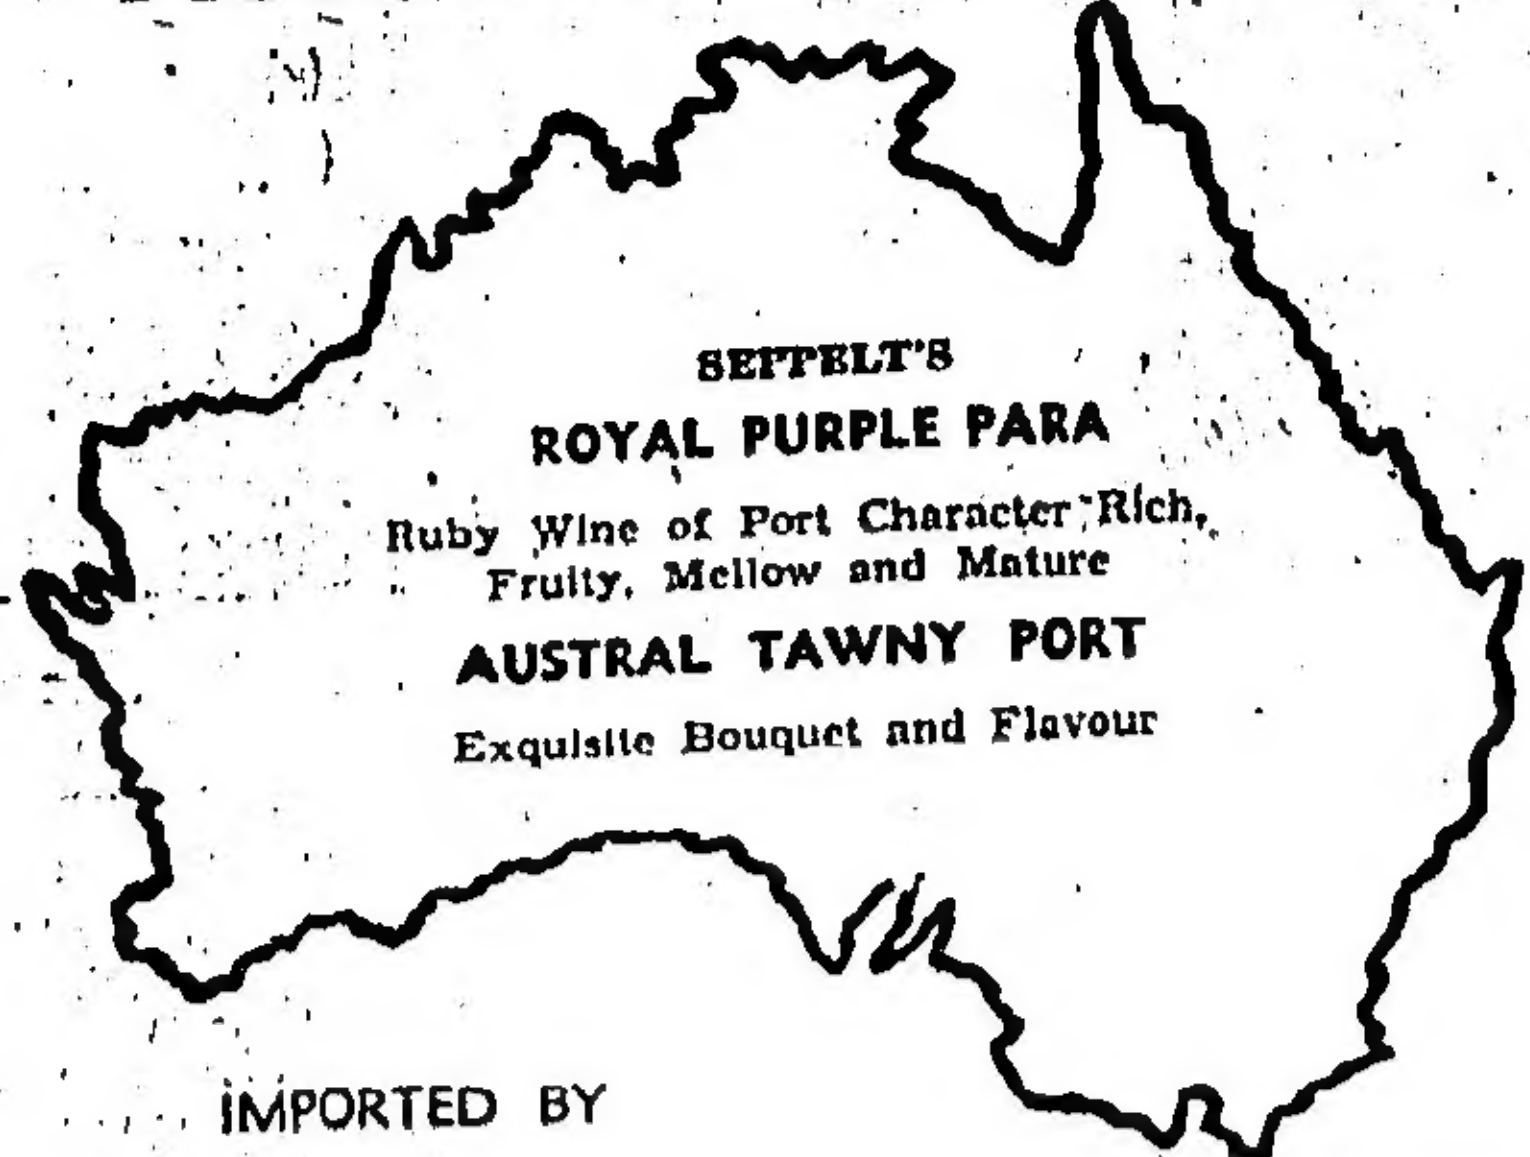 SEPPELT'S
ROYAL PURPLE PARA
Ruby Wine of Port Character Rich,
Fruity, Mellow and Mature
AUSTRAL TAWNY PORT
Exquisite Bouquet and Flavour
IMPORTED BY